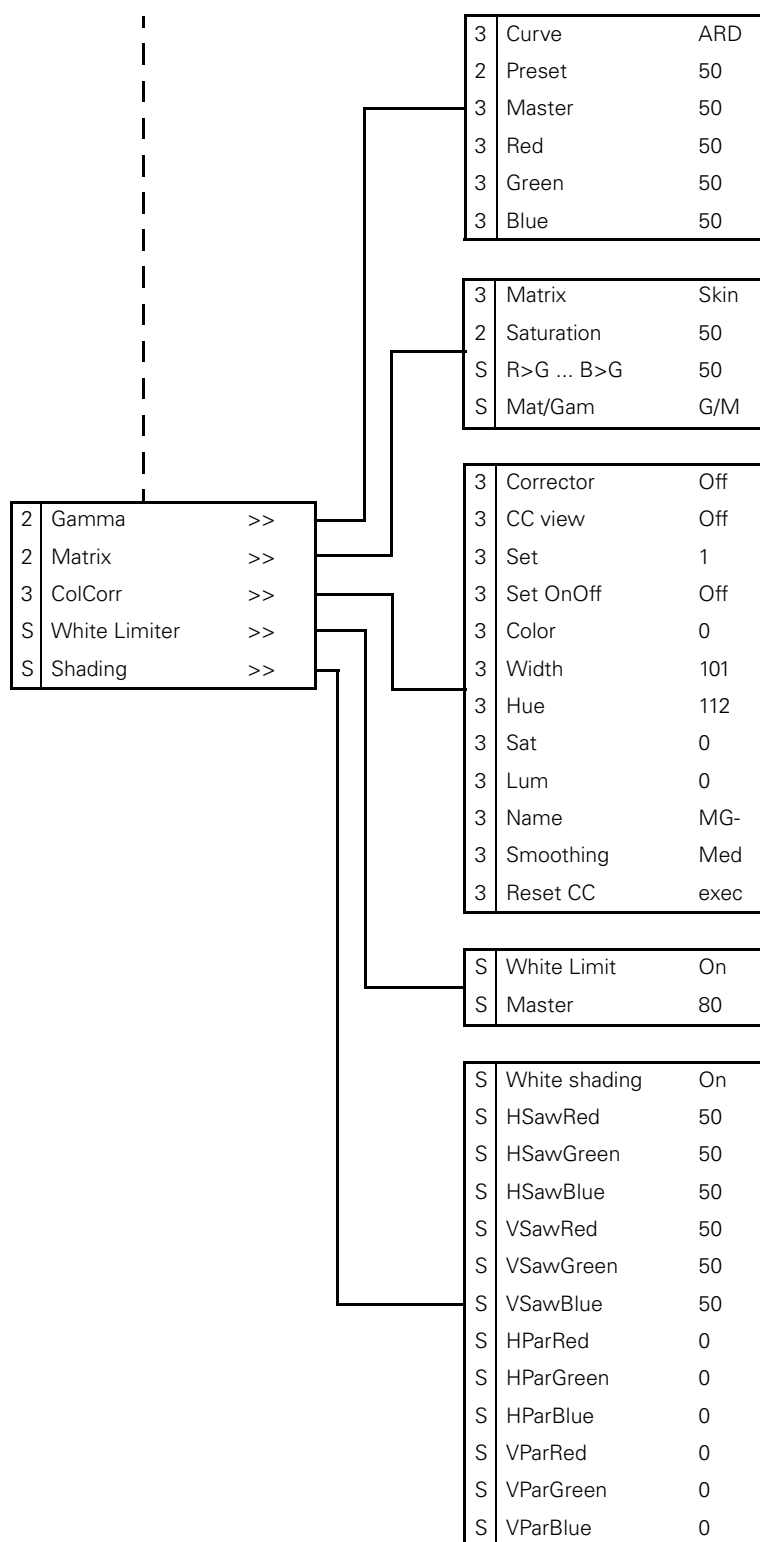 3 Curve ARD
2 Preset 50
3 Master 50
3 Red 50
3 Green 50
3 Blue 50
3 Matrix Skin
2 Saturation 50
S R>G ... B>G 50
S Mat/Gam G/M
2 Gamma >>
2 Matrix >>
3 ColCorr >>
S White Limiter >>
S Shading >>
3 Corrector Off
3 CC view Off
3 Set 1
3 Set OnOff Off
3 Color 0
3 Width 101
3 Hue 112
3 Sat 0
3 Lum 0
3 Name MG-
3 Smoothing Med
3 Reset CC exec
S White Limit On
S Master 80
S White shading On
S HSawRed 50
S HSawGreen 50
S HSawBlue 50
S VSawRed 50
S VSawGreen 50
S VSawBlue 50
S HParRed 0
S HParGreen 0
S HParBlue 0
S VParRed 0
S VParGreen 0
S VParBlue 0